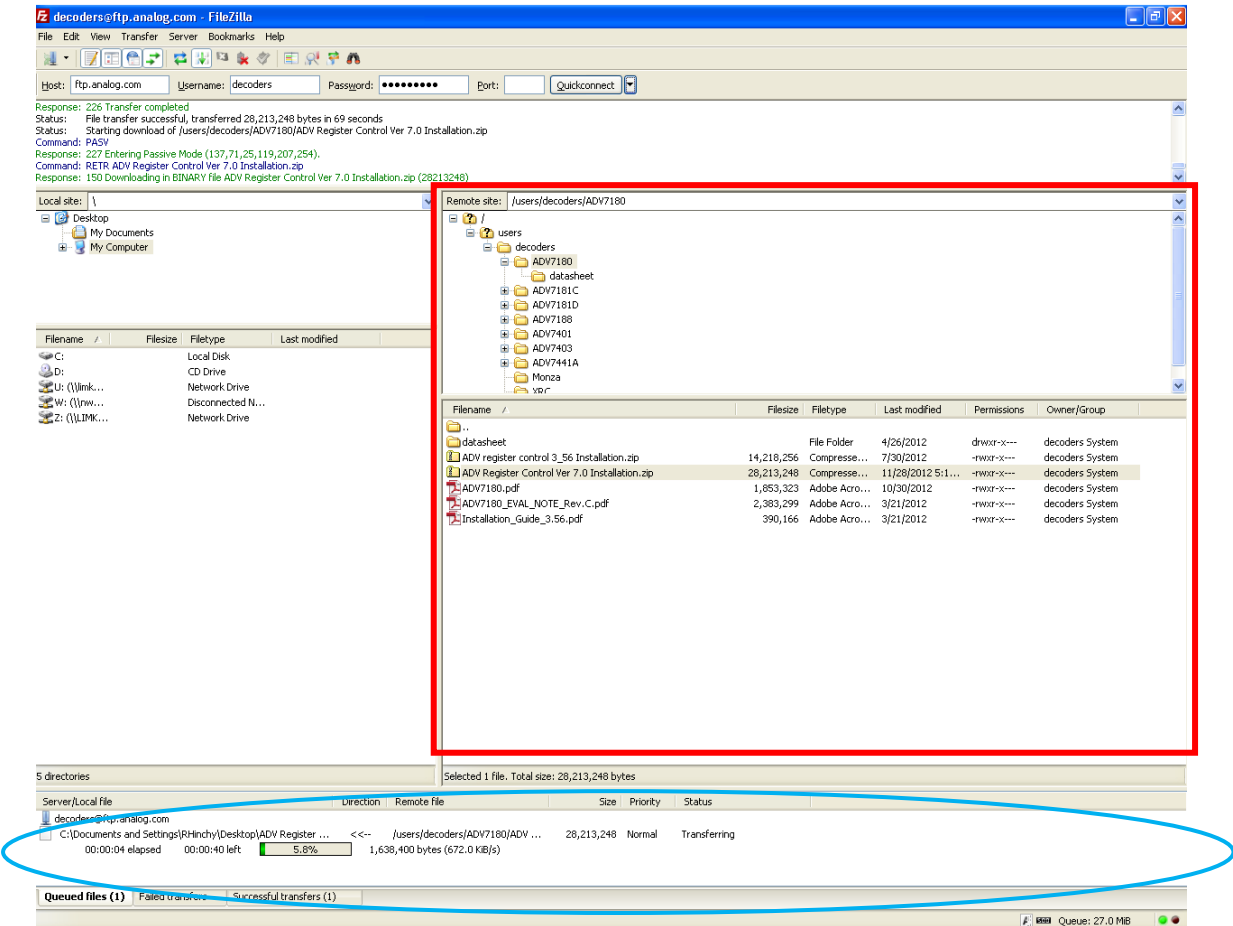 decoders@ftp.analog.com - FileZilla
File Edit View Transfer Server Bookmarks Help
Host: ftp.analog.com Username: decoders Password: ●●●●●●●●● Port: Quickconnect
Response: 226 Transfer completed
Status: File transfer successful, transferred 28,213,248 bytes in 69 seconds
Status: Starting download of /users/decoders/ADV7180/ADV Register Control Ver 7.0 Installation.zip
Command: PASV
Response: 227 Entering Passive Mode (137,71,25,119,207,254).
Command: RETR ADV Register Control Ver 7.0 Installation.zip
Response: 150 Downloading in BINARY file ADV Register Control Ver 7.0 Installation.zip (28213248)
Local site: \
Desktop
My Documents
My Computer
Filename / Filesize Filetype Last modified
C: Local Disk
D: CD Drive
U: (\\limk... Network Drive
W: (\\nw... Disconnected N...
Z: (\\LIMK... Network Drive
5 directories
Remote site: /users/decoders/ADV7180
/
users
decoders
ADV7180
datasheet
ADV7181C
ADV7181D
ADV7188
ADV7401
ADV7403
ADV7441A
Monza
XRC
Filename / Filesize Filetype Last modified Permissions Owner/Group
..
datasheet File Folder 4/26/2012 drwxr-x--- decoders System
ADV register control 3_56 Installation.zip 14,218,256 Compresse... 7/30/2012 -rwxr-x--- decoders System
ADV Register Control Ver 7.0 Installation.zip 28,213,248 Compresse... 11/28/2012 5:1... -rwxr-x--- decoders System
ADV7180.pdf 1,853,323 Adobe Acro... 10/30/2012 -rwxr-x--- decoders System
ADV7180_EVAL_NOTE_Rev.C.pdf 2,383,299 Adobe Acro... 3/21/2012 -rwxr-x--- decoders System
Installation_Guide_3.56.pdf 390,166 Adobe Acro... 3/21/2012 -rwxr-x--- decoders System
Selected 1 file. Total size: 28,213,248 bytes
Server/Local file Direction Remote file Size Priority Status
decoders@ftp.analog.com
C:\Documents and Settings\RHinchy\Desktop\ADV Register ... <<-- /users/decoders/ADV7180/ADV ... 28,213,248 Normal Transferring
00:00:04 elapsed 00:00:40 left 5.8% 1,638,400 bytes (672.0 KiB/s)
Queued files (1) Failed transfers Successful transfers (1)
Queue: 27.0 MiB